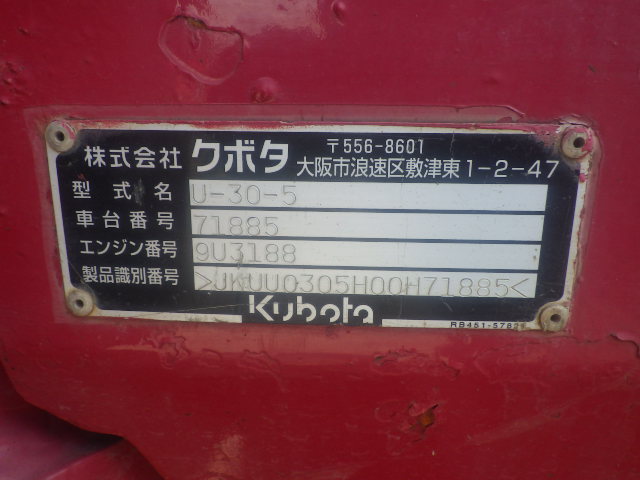 株式会社 クボタ 〒556-8601
大阪市浪速区敷津東1-2-47
型式名 U-30-5
車台番号 71885
エンジン番号 9U3188
製品識別番号 >JKUU0305H00H71885<
Kubota